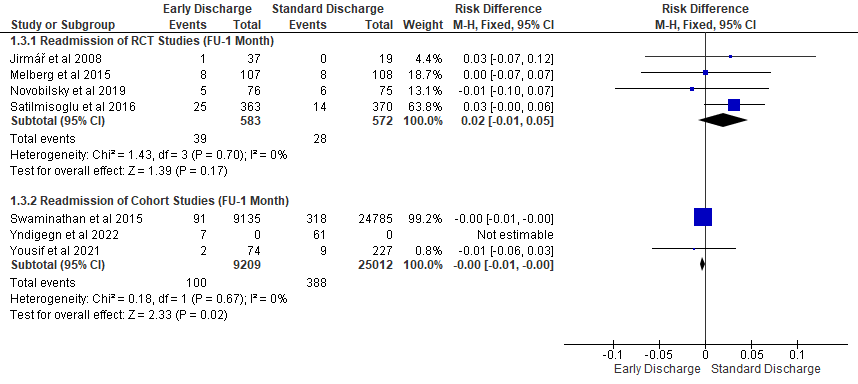 Early Discharge Standard Discharge Risk Difference Risk Difference
Study or Subgroup Events Total Events Total Weight M-H, Fixed, 95% CI M-H, Fixed, 95% CI
1.3.1 Readmission of RCT Studies (FU-1 Month)
Jirmář et al 2008 1 37 0 19 4.4% 0.03 [-0.07, 0.12]
Melberg et al 2015 8 107 8 108 18.7% 0.00 [-0.07, 0.07]
Novobilsky et al 2019 5 76 6 75 13.1% -0.01 [-0.10, 0.07]
Satilmisoglu et al 2016 25 363 14 370 63.8% 0.03 [-0.00, 0.06]
Subtotal (95% CI) 583 572 100.0% 0.02 [-0.01, 0.05]
Total events 39 28
Heterogeneity: Chi² = 1.43, df = 3 (P = 0.70); I² = 0%
Test for overall effect: Z = 1.39 (P = 0.17)
1.3.2 Readmission of Cohort Studies (FU-1 Month)
Swaminathan et al 2015 91 9135 318 24785 99.2% -0.00 [-0.01, -0.00]
Yndigegn et al 2022 7 0 61 0 Not estimable
Yousif et al 2021 2 74 9 227 0.8% -0.01 [-0.06, 0.03]
Subtotal (95% CI) 9209 25012 100.0% -0.00 [-0.01, -0.00]
Total events 100 388
Heterogeneity: Chi² = 0.18, df = 1 (P = 0.67); I² = 0%
Test for overall effect: Z = 2.33 (P = 0.02)
-0.1 -0.05 0 0.05 0.1
Early Discharge Standard Discharge